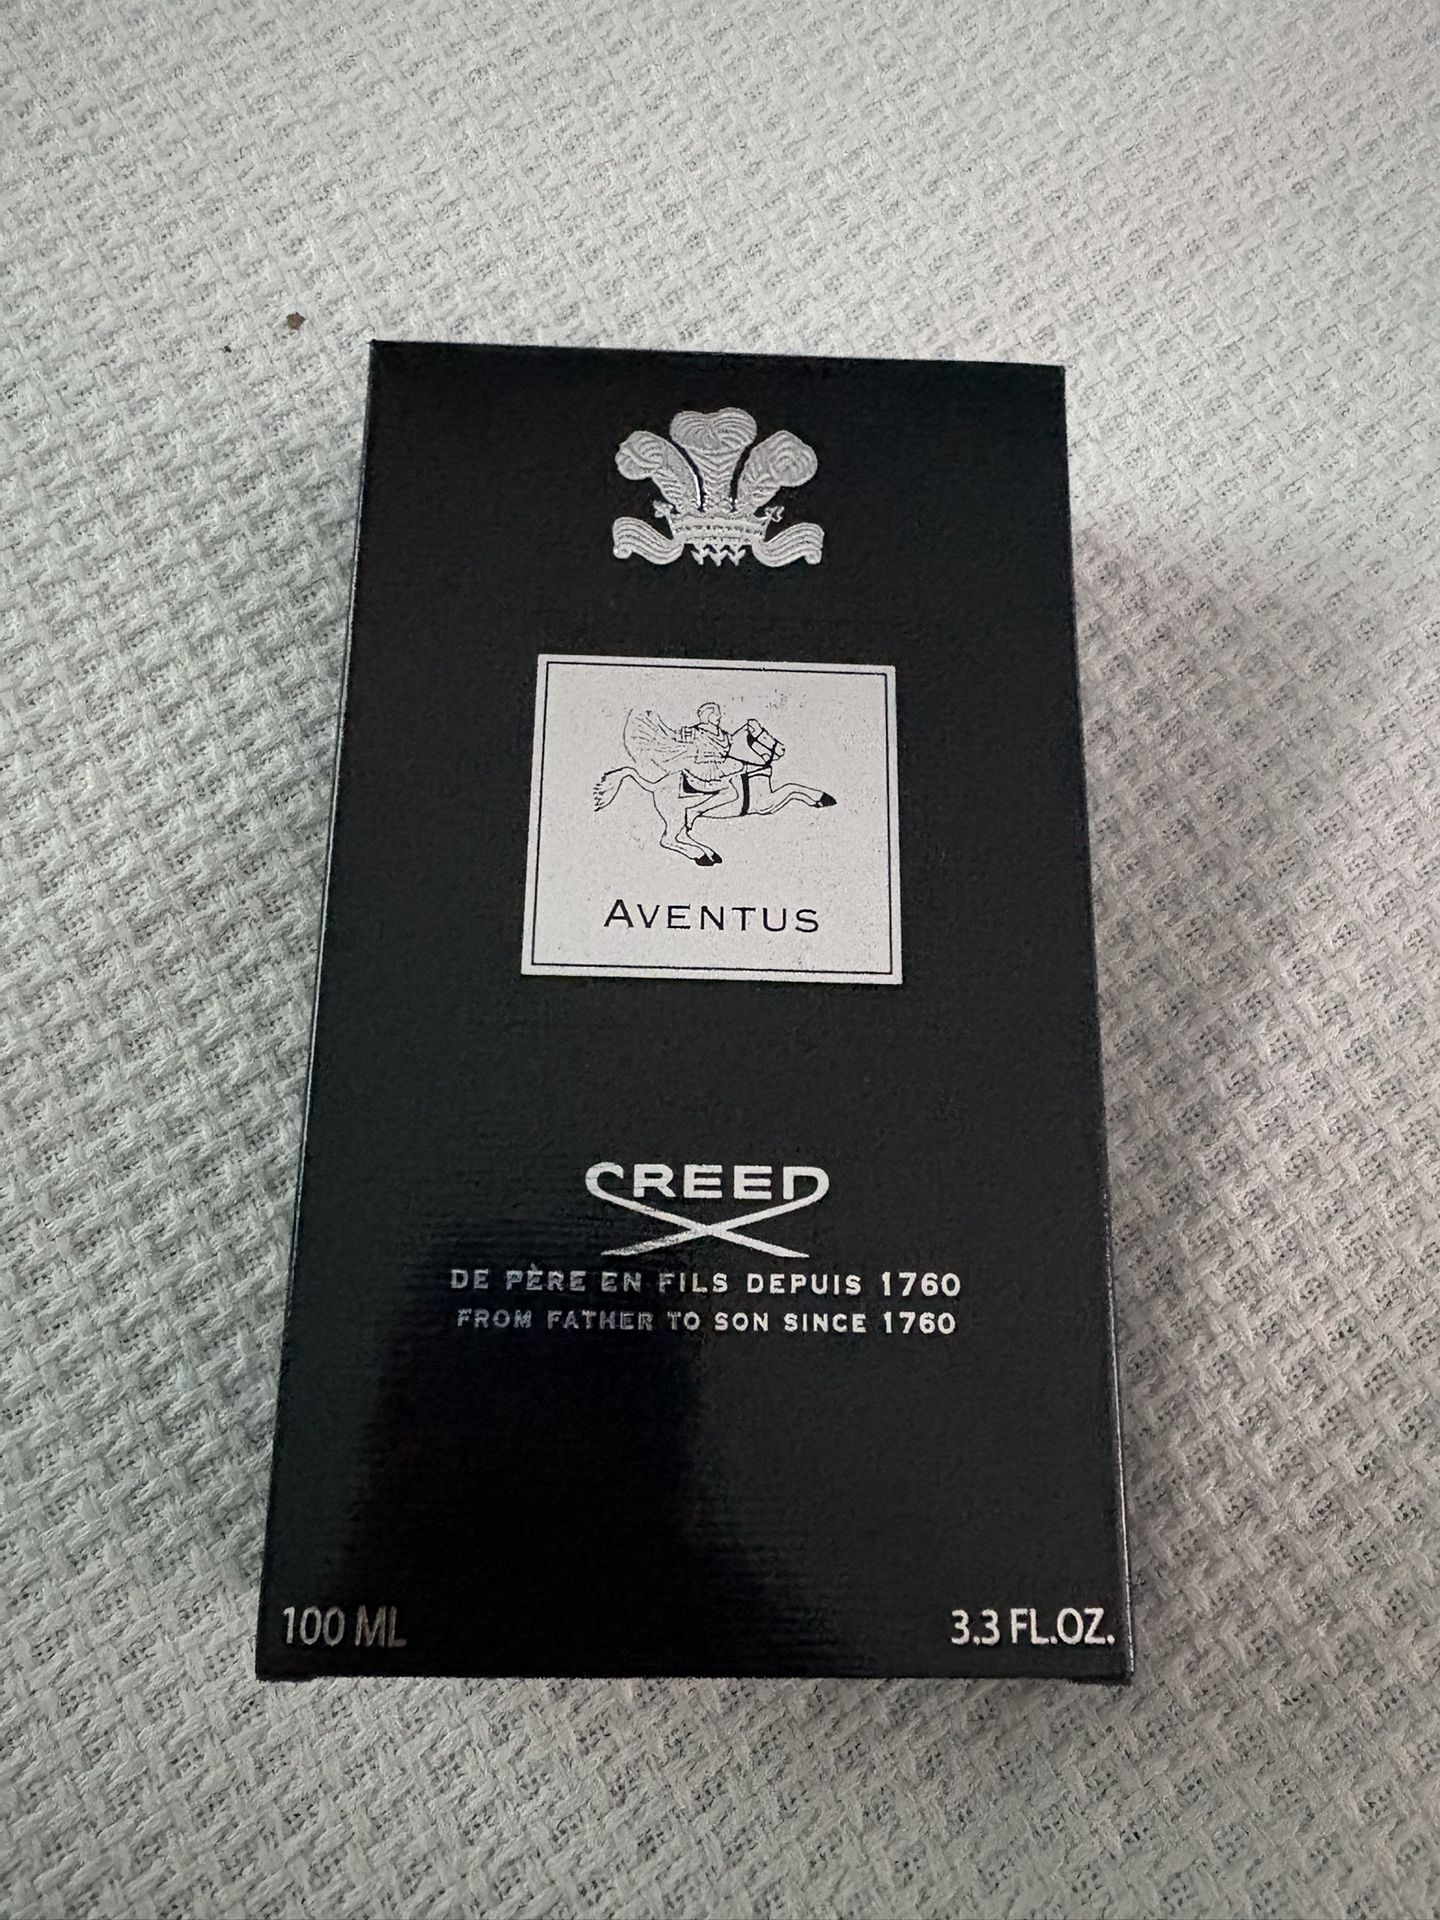 AVENTUS
CREED
DE PÈRE EN FILS DEPUIS 1760
FROM FATHER TO SON SINCE 1760
100 ML
3.3 FL.OZ.